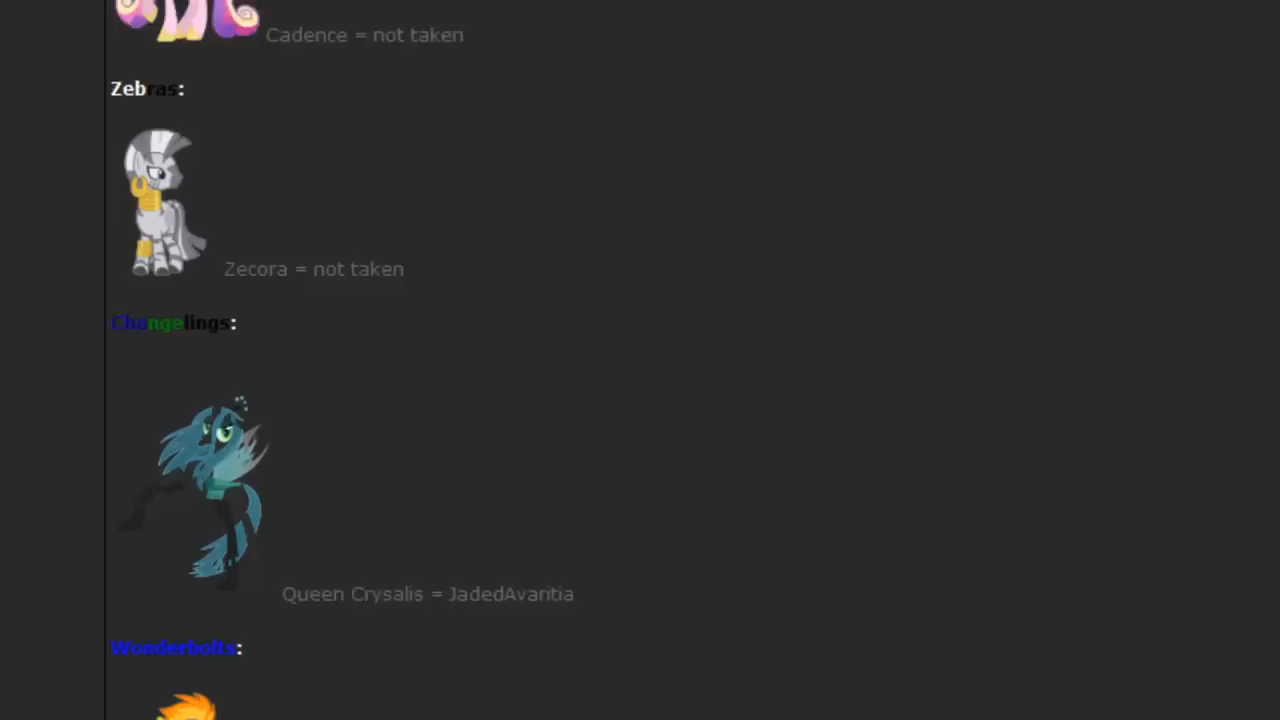 Cadence = not taken
Zebras:
Zecora = not taken
Changelings:
Queen Crysalis = JadedAvaritia
Wonderbolts: